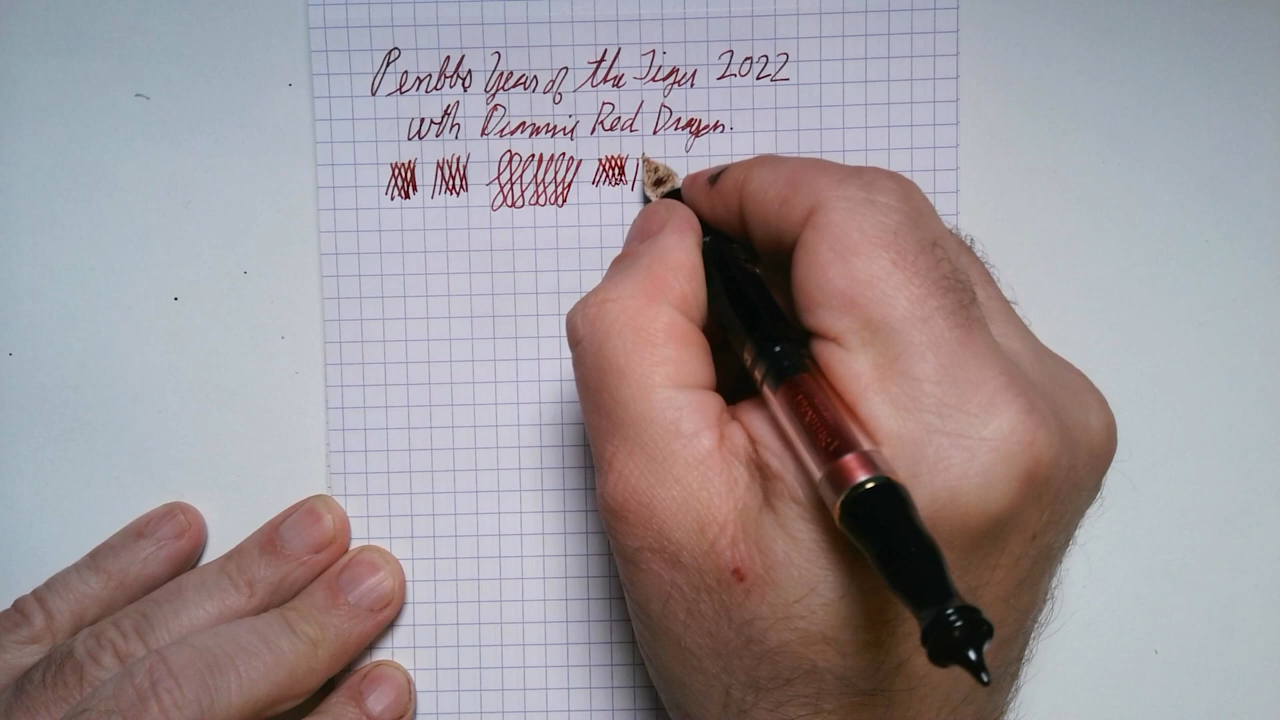 Penbbs Year of the Tiger 2022
with Diamine Red Dragon.